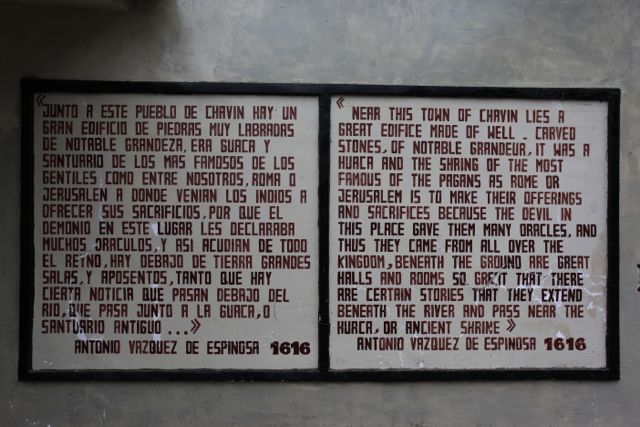 «
JUNTO A ESTE PUEBLO DE CHAVIN HAY UN
GRAN EDIFICIO DE PIEDRAS MUY LABRADAS
DE NOTABLE GRANDEZA, ERA GUACA Y
SANTUARIO DE LOS MAS FAMOSOS DE LOS
GENTILES COMO ENTRE NOSOTROS, ROMA O
JERUSALEN A DONDE VENIAN LOS INDIOS A
OFRECER SUS SACRIFICIOS, POR QUE EL
DEMONIO EN ESTE LUGAR LES DECLARABA
MUCHOS ORACULOS, Y ASI ACUDIAN DE TODO
EL REYNO, HAY DEBAJO DE TIERRA GRANDES
SALAS, Y APOSENTOS, TANTO QUE HAY
CIERTA NOTICIA QUE PASAN DEBAJO DEL
RIO, QUE PASA JUNTO A LA GUACA, O
SANTUARIO ANTIGUO ...»
ANTONIO VAZQUEZ DE ESPINOSA 1616
«
NEAR THIS TOWN OF CHAVIN LIES A
GREAT EDIFICE MADE OF WELL - CARVED
STONES, OF NOTABLE GRANDEUR, IT WAS A
HUACA AND THE SHRING OF THE MOST
FAMOUS OF THE PAGANS AS ROME OR
JERUSALEM IS TO MAKE THEIR OFFERINGS
AND SACRIFICES BECAUSE THE DEVIL IN
THIS PLACE GAVE THEM MANY ORACLES, AND
THUS THEY CAME FROM ALL OVER THE
KINGDOM, BENEATH THE GROUND ARE GREAT
HALLS AND ROOMS SO GREAT THAT THERE
ARE CERTAIN STORIES THAT THEY EXTEND
BENEATH THE RIVER AND PASS NEAR THE
HUACA, OR ANCIENT SHRINE »
ANTONIO VAZQUEZ DE ESPINOSA 1616